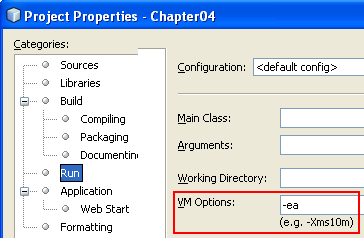 Project Properties - Chapter04
Categories:
Sources
Libraries
Build
Compiling
Packaging
Documenting
Run
Application
Web Start
Formatting
Configuration: <default config>
Main Class:
Arguments:
Working Directory:
VM Options: -ea
(e.g. -Xms10m)